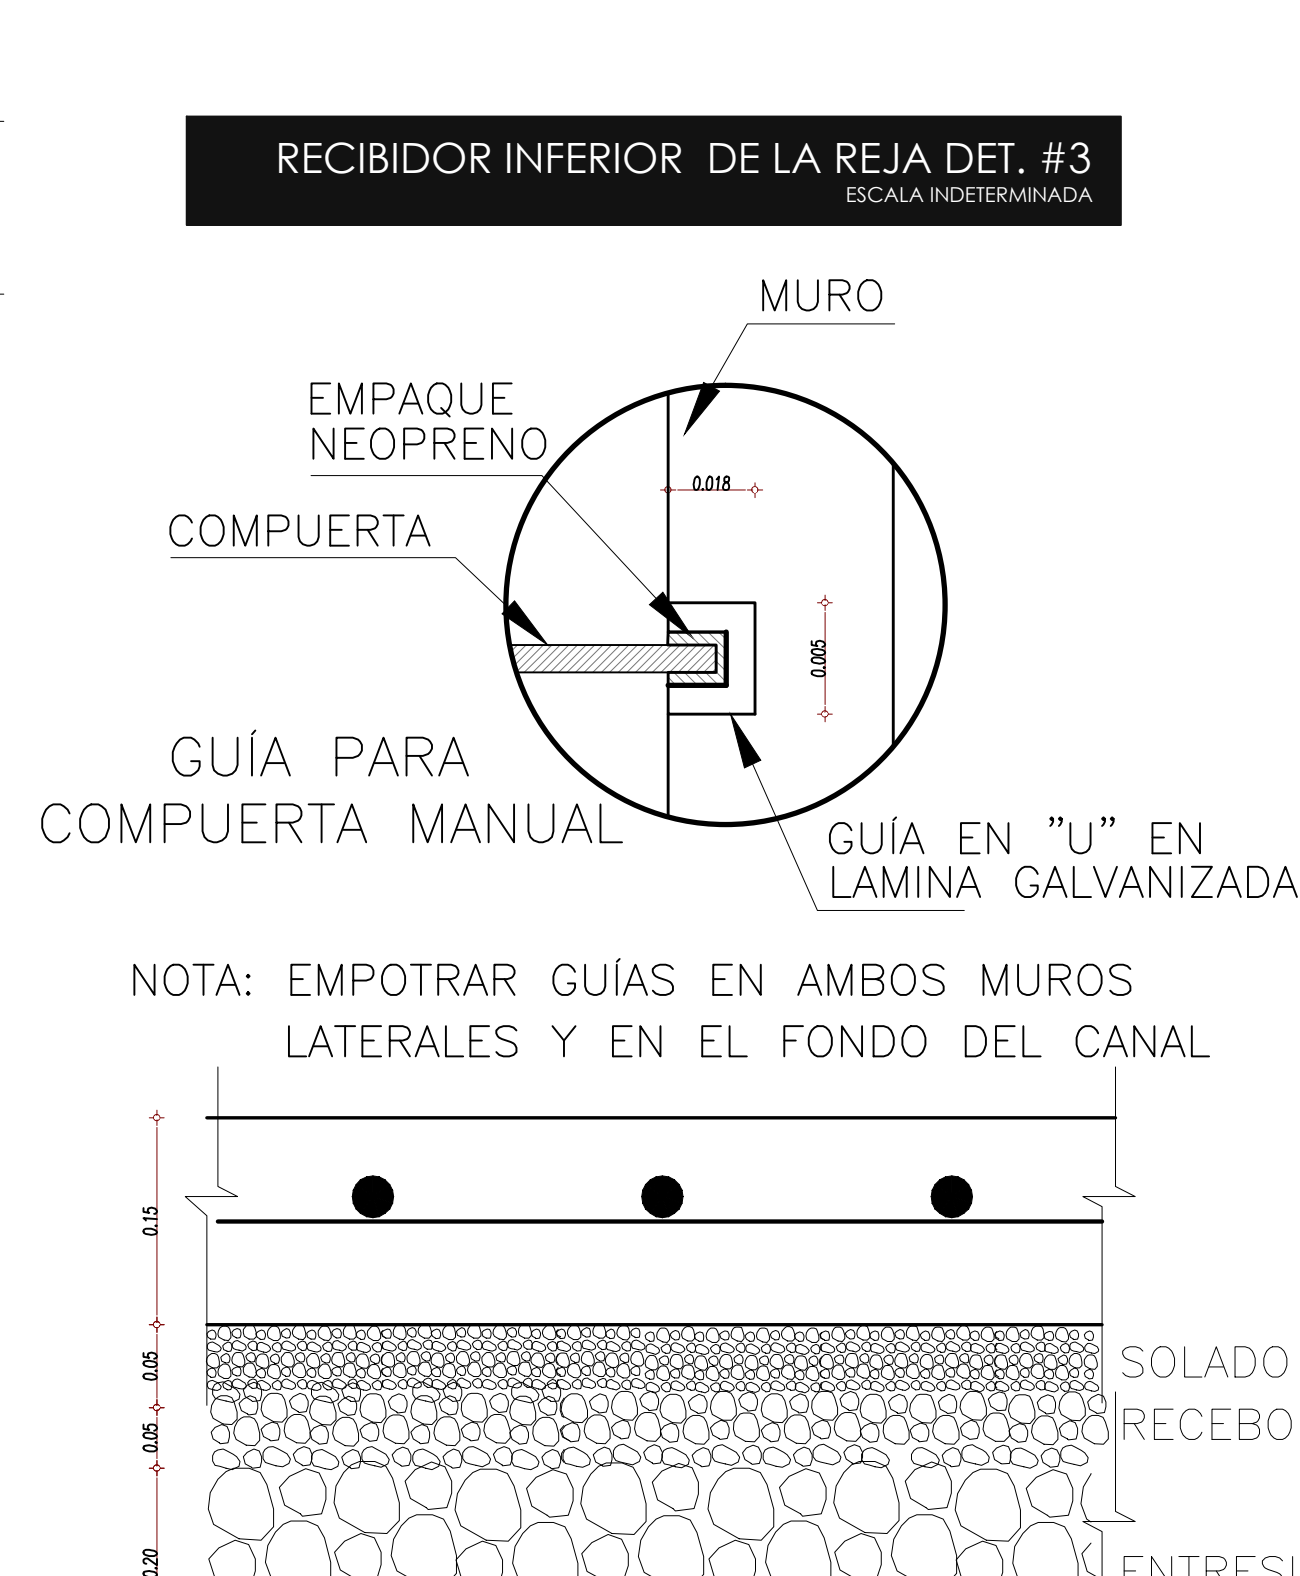 RECIBIDOR INFERIOR DE LA REJA DET. #3
ESCALA INDETERMINADA
MURO
EMPAQUE
NEOPRENO
0.018
COMPUERTA
0.005
GUÍA PARA
COMPUERTA MANUAL
GUÍA EN ”U” EN
LAMINA GALVANIZADA
NOTA: EMPOTRAR GUÍAS EN AMBOS MUROS
LATERALES Y EN EL FONDO DEL CANAL
0.15
0.05
SOLADO
0.05
RECEBO
0.20